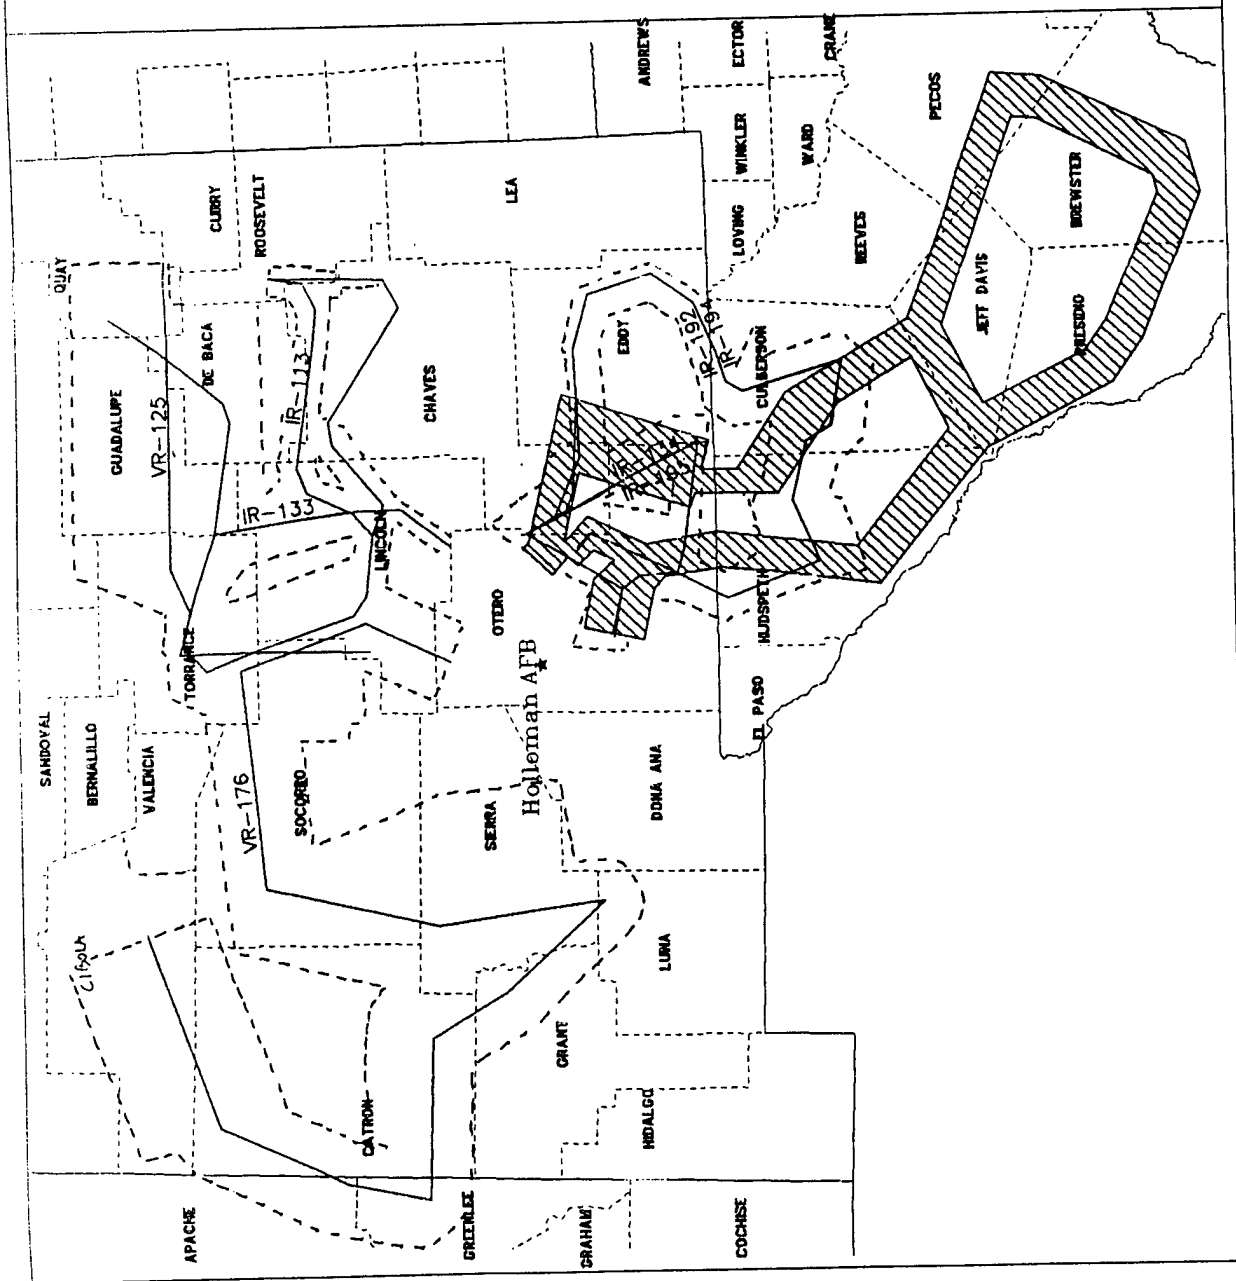 SANDOVAL
QUAY
CIBOLA
BERNALILLO
GUADALUPE
VALENCIA
VR-125
TORRANCE
APACHE
DE BACA
CURRY
VR-176
ROOSEVELT
IR-133
IR-113
SOCORRO
CATRON
LINCOLN
CHAVES
GREENLEE
SIERRA
OTERO
LEA
Holloman AFB
GRANT
GRAHAM
EDDY
ANDREWS
HIDALGO
DONA ANA
LUNA
IR-195
IR-192
IR-194
ECTOR
WINKLER
LOVING
COCHISE
EL PASO
CULBERSON
HUDSPETH
WARD
CRANE
REEVES
PECOS
JEFF DAVIS
BREWSTER
PRESIDIO